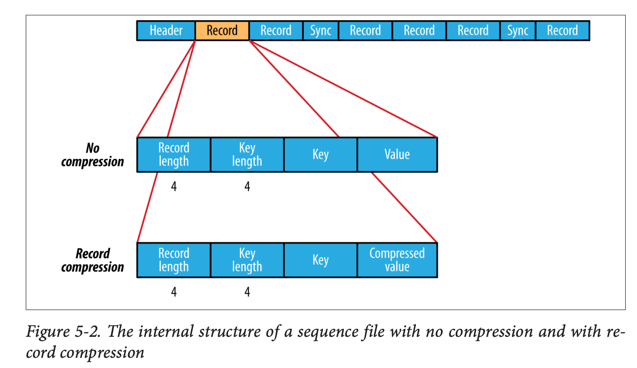 Header Record Record Sync Record Record Record Sync Record
No compression
Record length Key length Key Value
4 4
Record compression
Record length Key length Key Compressed value
4 4
Figure 5-2. The internal structure of a sequence file with no compression and with re-
cord compression